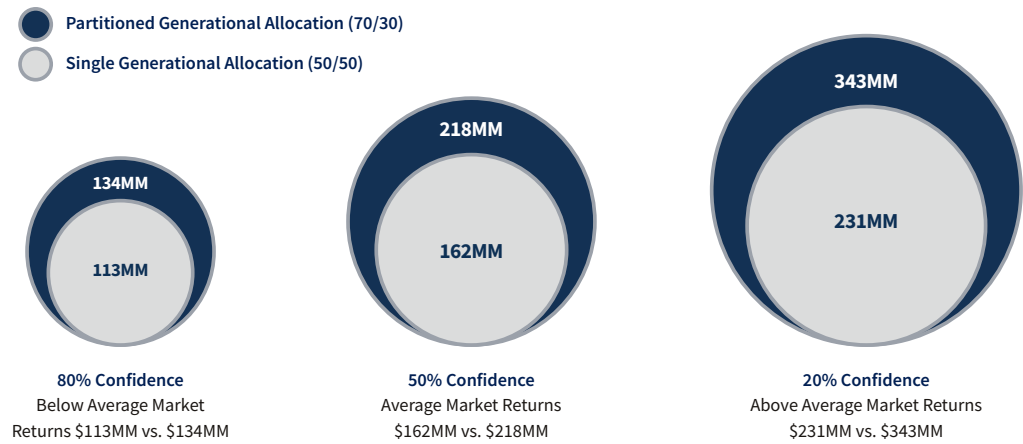 Partitioned Generational Allocation (70/30)
Single Generational Allocation (50/50)
134MM
113MM
218MM
162MM
343MM
231MM
80% Confidence
Below Average Market
Returns $113MM vs. $134MM
50% Confidence
Average Market Returns
$162MM vs. $218MM
20% Confidence
Above Average Market Returns
$231MM vs. $343MM